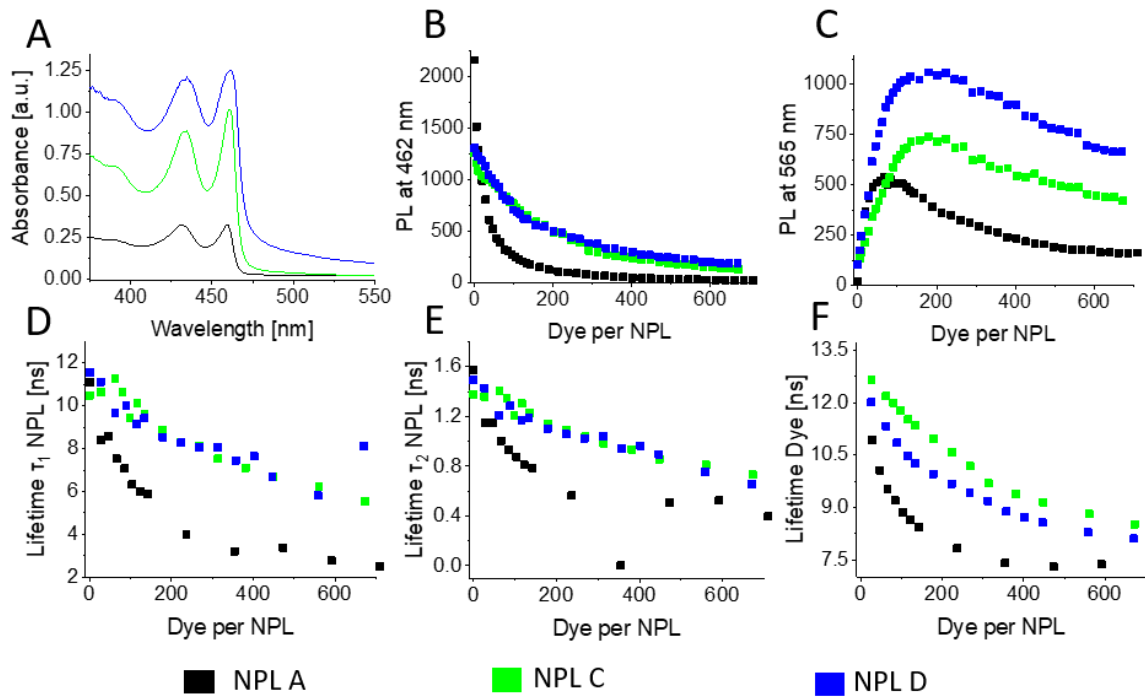 A
B
C
Absorbance [a.u.]
1.25
1.00
0.75
0.50
0.25
0.00
400 450 500 550
Wavelength [nm]
PL at 462 nm
2000
1500
1000
500
0
0 200 400 600
Dye per NPL
PL at 565 nm
1000
750
500
250
0
0 200 400 600
Dye per NPL
D
E
F
Lifetime τ1 NPL [ns]
12
10
8
6
4
2
0 200 400 600
Dye per NPL
Lifetime τ2 NPL [ns]
1.6
1.2
0.8
0.4
0.0
0 200 400 600
Dye per NPL
Lifetime Dye [ns]
13.5
12.0
10.5
9.0
7.5
0 200 400 600
Dye per NPL
NPL A
NPL C
NPL D